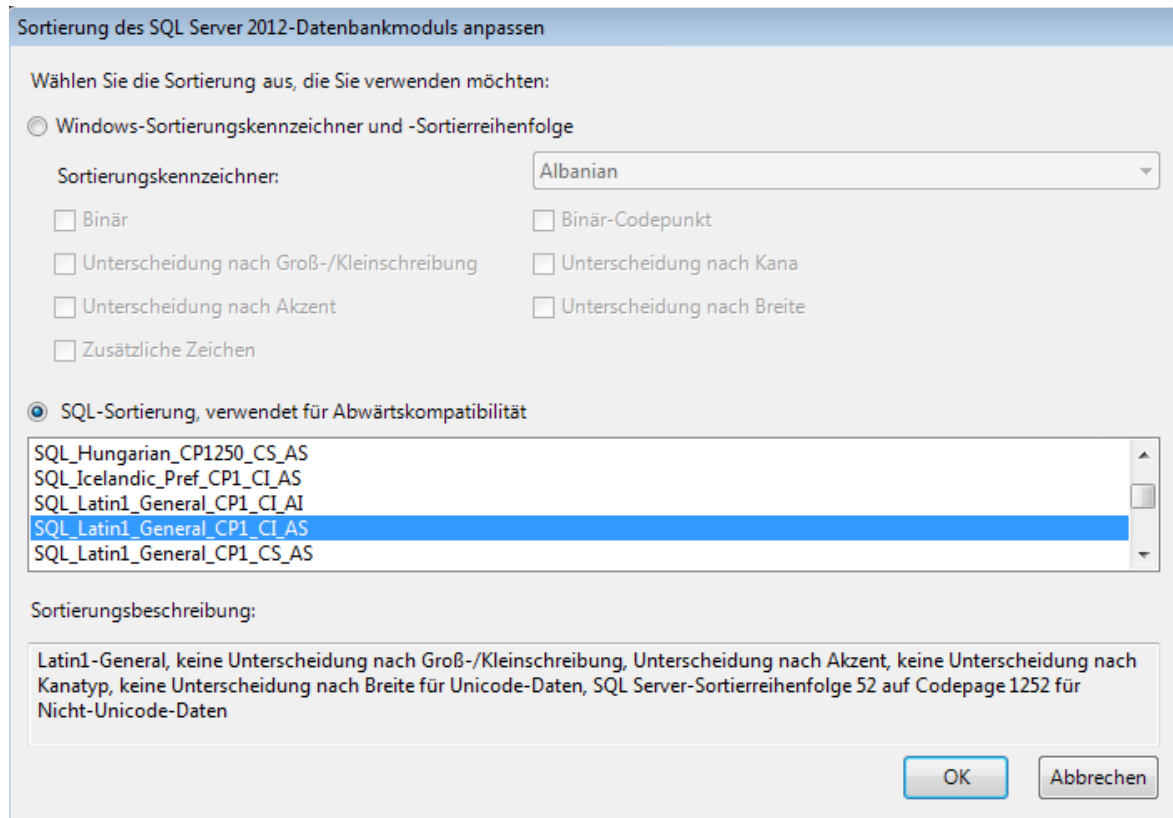 Sortierung des SQL Server 2012-Datenbankmoduls anpassen
Wählen Sie die Sortierung aus, die Sie verwenden möchten:
Windows-Sortierungskennzeichner und -Sortierreihenfolge
Sortierungskennzeichner:
Albanian
Binär
Binär-Codepunkt
Unterscheidung nach Groß-/Kleinschreibung
Unterscheidung nach Kana
Unterscheidung nach Akzent
Unterscheidung nach Breite
Zusätzliche Zeichen
SQL-Sortierung, verwendet für Abwärtskompatibilität
SQL_Hungarian_CP1250_CS_AS
SQL_Icelandic_Pref_CP1_CI_AS
SQL_Latin1_General_CP1_CI_AI
SQL_Latin1_General_CP1_CI_AS
SQL_Latin1_General_CP1_CS_AS
Sortierungsbeschreibung:
Latin1-General, keine Unterscheidung nach Groß-/Kleinschreibung, Unterscheidung nach Akzent, keine Unterscheidung nach
Kanatyp, keine Unterscheidung nach Breite für Unicode-Daten, SQL Server-Sortierreihenfolge 52 auf Codepage 1252 für
Nicht-Unicode-Daten
OK
Abbrechen